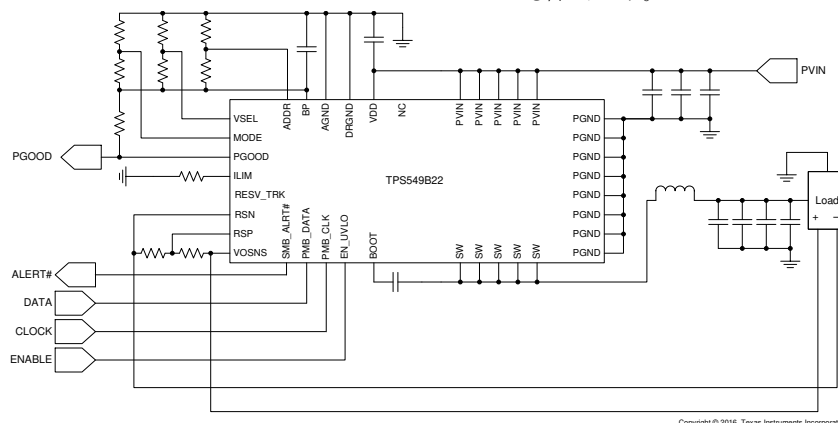 PVIN
ADDR
BP
AGND
DRGND
VDD
NC
PVIN
PVIN
PVIN
PVIN
PVIN
VSEL
MODE
PGOOD
ILIM
RESV_TRK
RSN
RSP
VOSNS
PGOOD
TPS549B22
PGND
PGND
PGND
PGND
PGND
PGND
PGND
PGND
Load
+ –
SMB_ALRT#
PMB_DATA
PMB_CLK
EN_UVLO
BOOT
SW
SW
SW
SW
SW
ALERT#
DATA
CLOCK
ENABLE
Copyright © 2016, Texas Instruments Incorporat